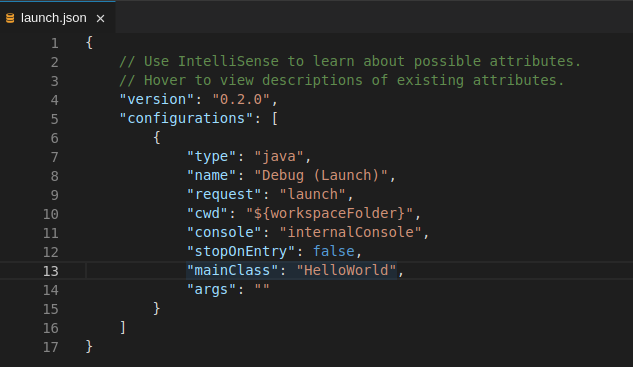 launch.json ×
1 {
2 // Use IntelliSense to learn about possible attributes.
3 // Hover to view descriptions of existing attributes.
4 "version": "0.2.0",
5 "configurations": [
6 {
7 "type": "java",
8 "name": "Debug (Launch)",
9 "request": "launch",
10 "cwd": "${workspaceFolder}",
11 "console": "internalConsole",
12 "stopOnEntry": false,
13 "mainClass": "HelloWorld",
14 "args": ""
15 }
16 ]
17 }